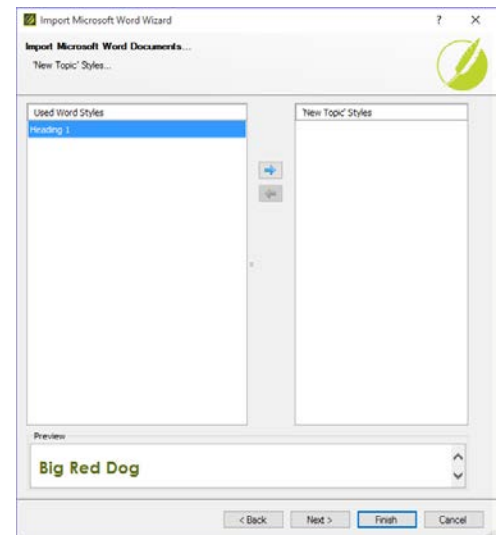 Import Microsoft Word Wizard
Import Microsoft Word Documents...
'New Topic' Styles...
Used Word Styles
'New Topic' Styles
Heading 1
Preview
Big Red Dog
< Back Next > Finish Cancel